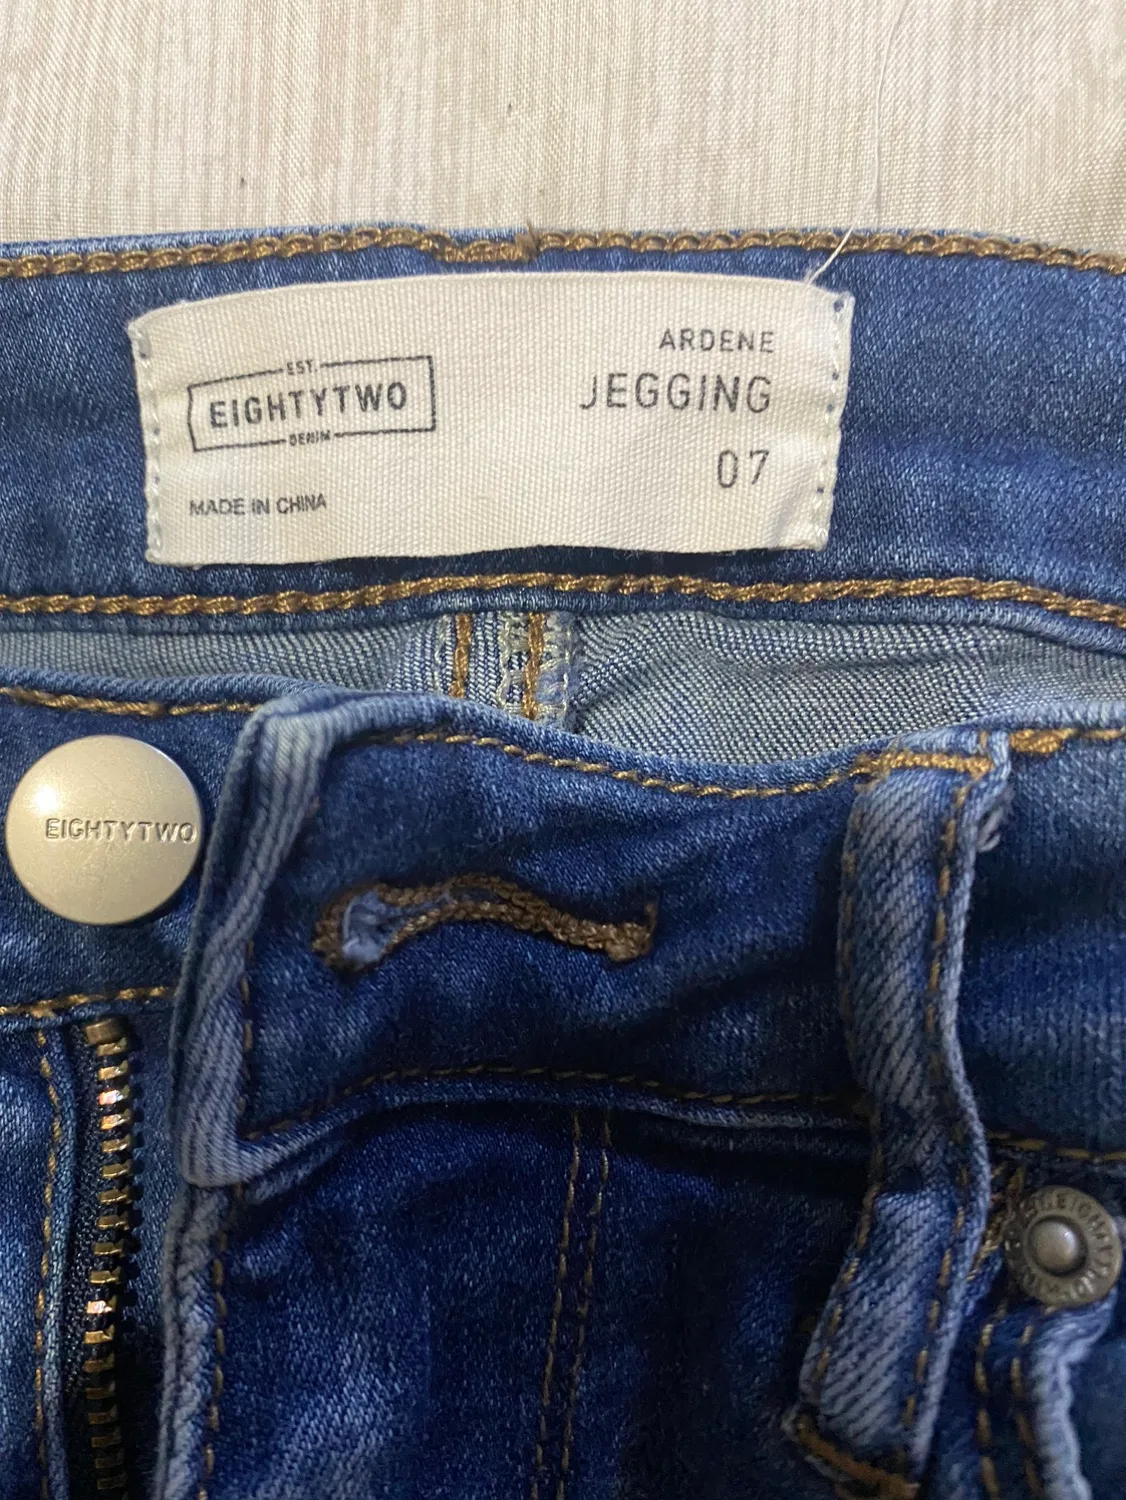 EST.
EIGHTYTWO
DENIM
MADE IN CHINA
ARDENE
JEGGING
07
EIGHTYTWO